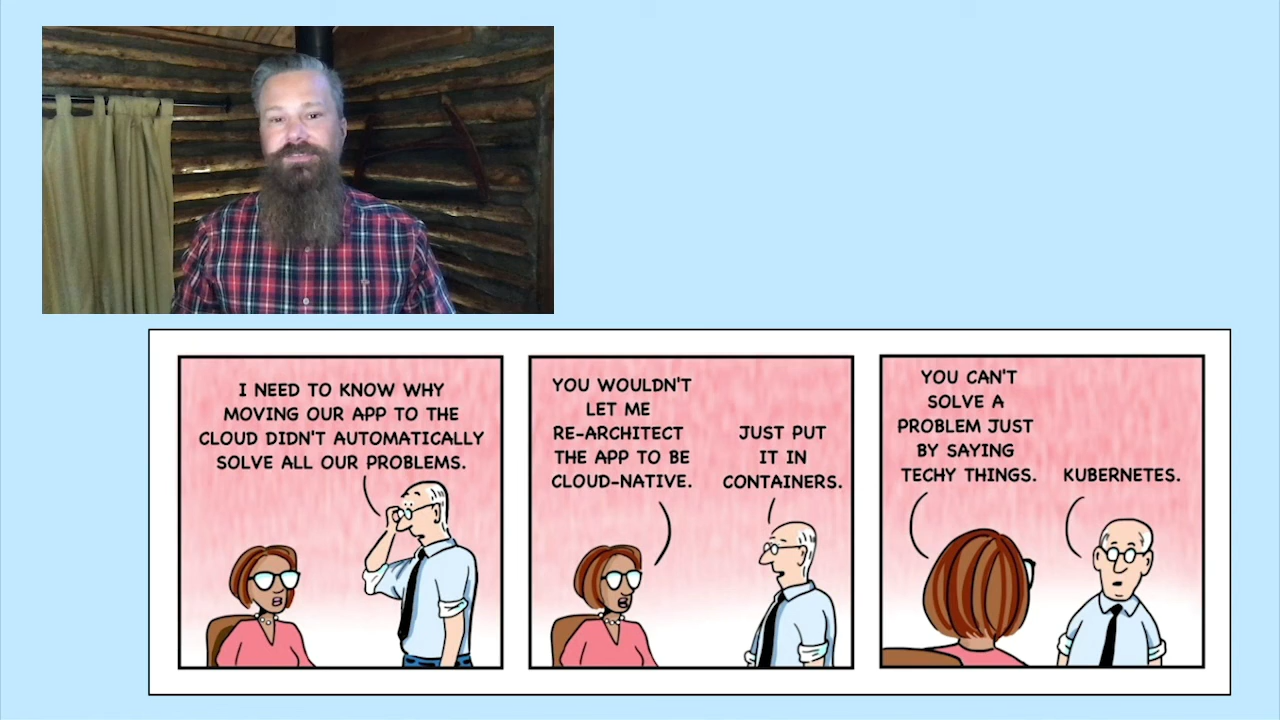 I NEED TO KNOW WHY
MOVING OUR APP TO THE
CLOUD DIDN'T AUTOMATICALLY
SOLVE ALL OUR PROBLEMS.
YOU WOULDN'T
LET ME
RE-ARCHITECT
THE APP TO BE
CLOUD-NATIVE.
JUST PUT
IT IN
CONTAINERS.
YOU CAN'T
SOLVE A
PROBLEM JUST
BY SAYING
TECHY THINGS.
KUBERNETES.